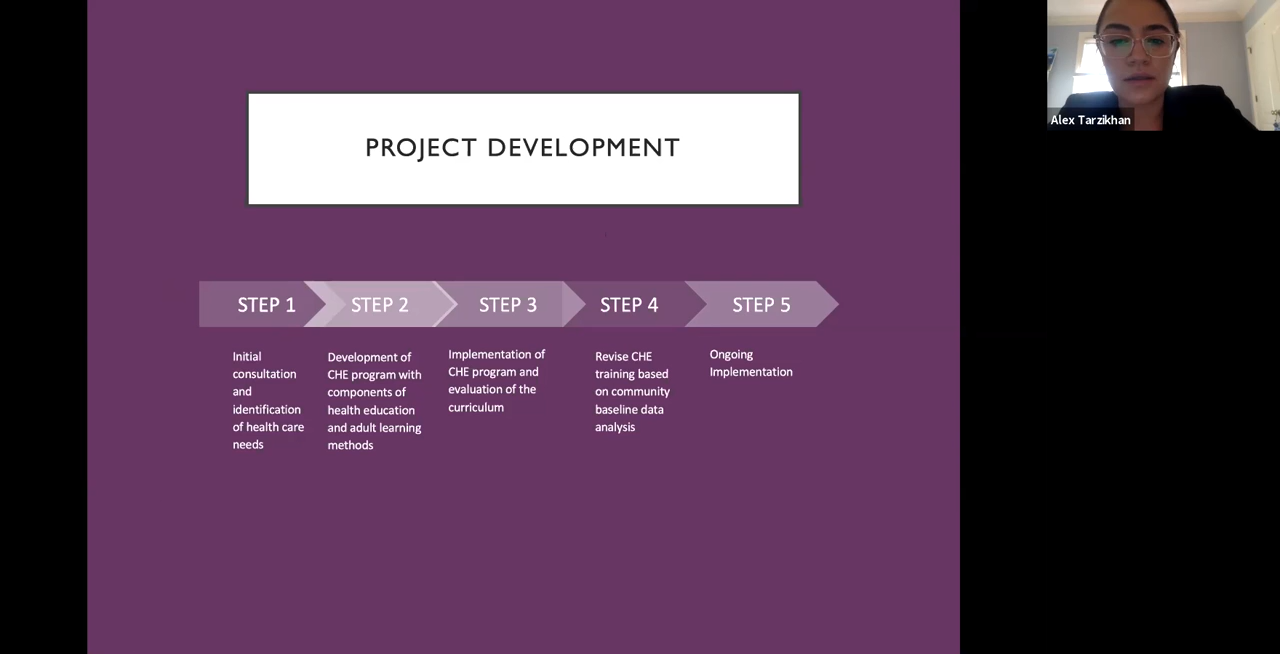 PROJECT DEVELOPMENT
STEP 1
STEP 2
STEP 3
STEP 4
STEP 5
Initial
consultation
and
identification
of health care
needs
Development of
CHE program with
components of
health education
and adult learning
methods
Implementation of
CHE program and
evaluation of the
curriculum
Revise CHE
training based
on community
baseline data
analysis
Ongoing
Implementation
Alex Tarzikhan